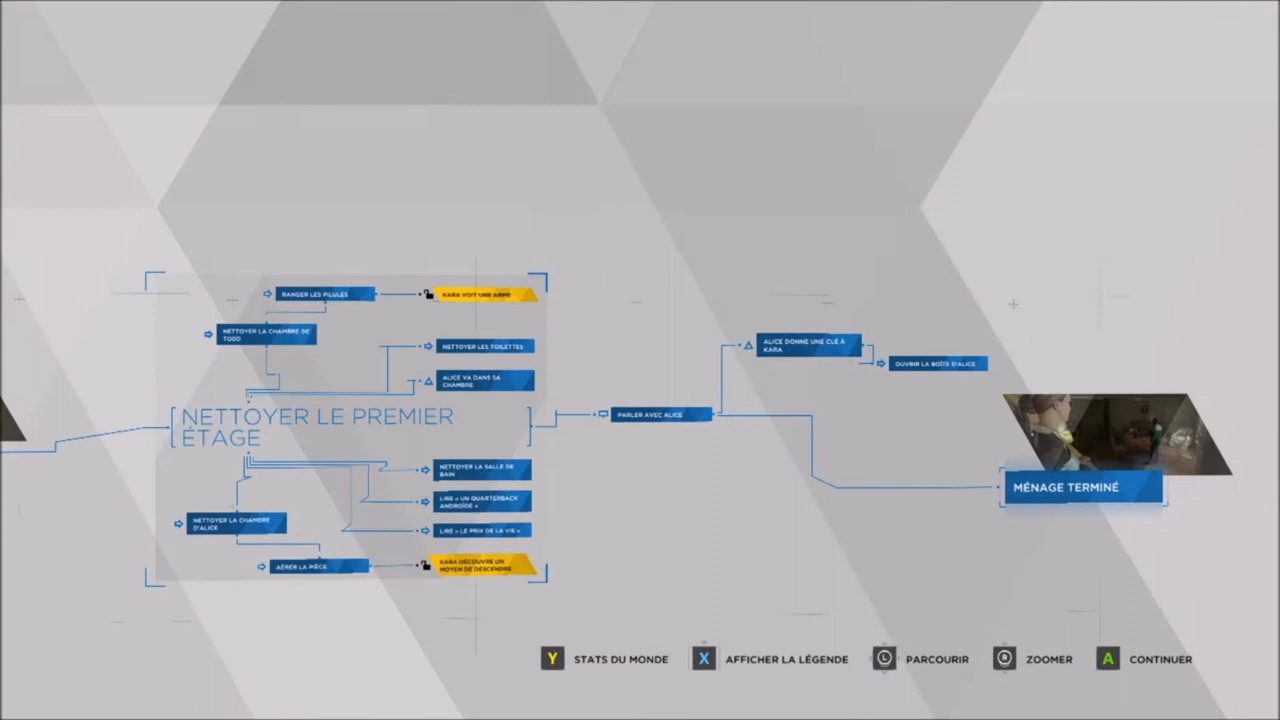 RANGER LES PILULES
KARA VOIT UNE ARME
NETTOYER LA CHAMBRE DE
TODD
NETTOYER LES TOILETTES
ALICE VA DANS SA
CHAMBRE
NETTOYER LE PREMIER
ÉTAGE
PARLER AVEC ALICE
ALICE DONNE UNE CLÉ À
KARA
OUVRIR LA BOÎTE D'ALICE
NETTOYER LA SALLE DE
BAIN
LIRE « UN QUARTERBACK
ANDROÏDE »
LIRE « LE PRIX DE LA VIE »
NETTOYER LA CHAMBRE
D'ALICE
AÉRER LA PIÈCE
KARA DÉCOUVRE UN
MOYEN DE DESCENDRE
MÉNAGE TERMINÉ
Y STATS DU MONDE
X AFFICHER LA LÉGENDE
L PARCOURIR
R ZOOMER
A CONTINUER